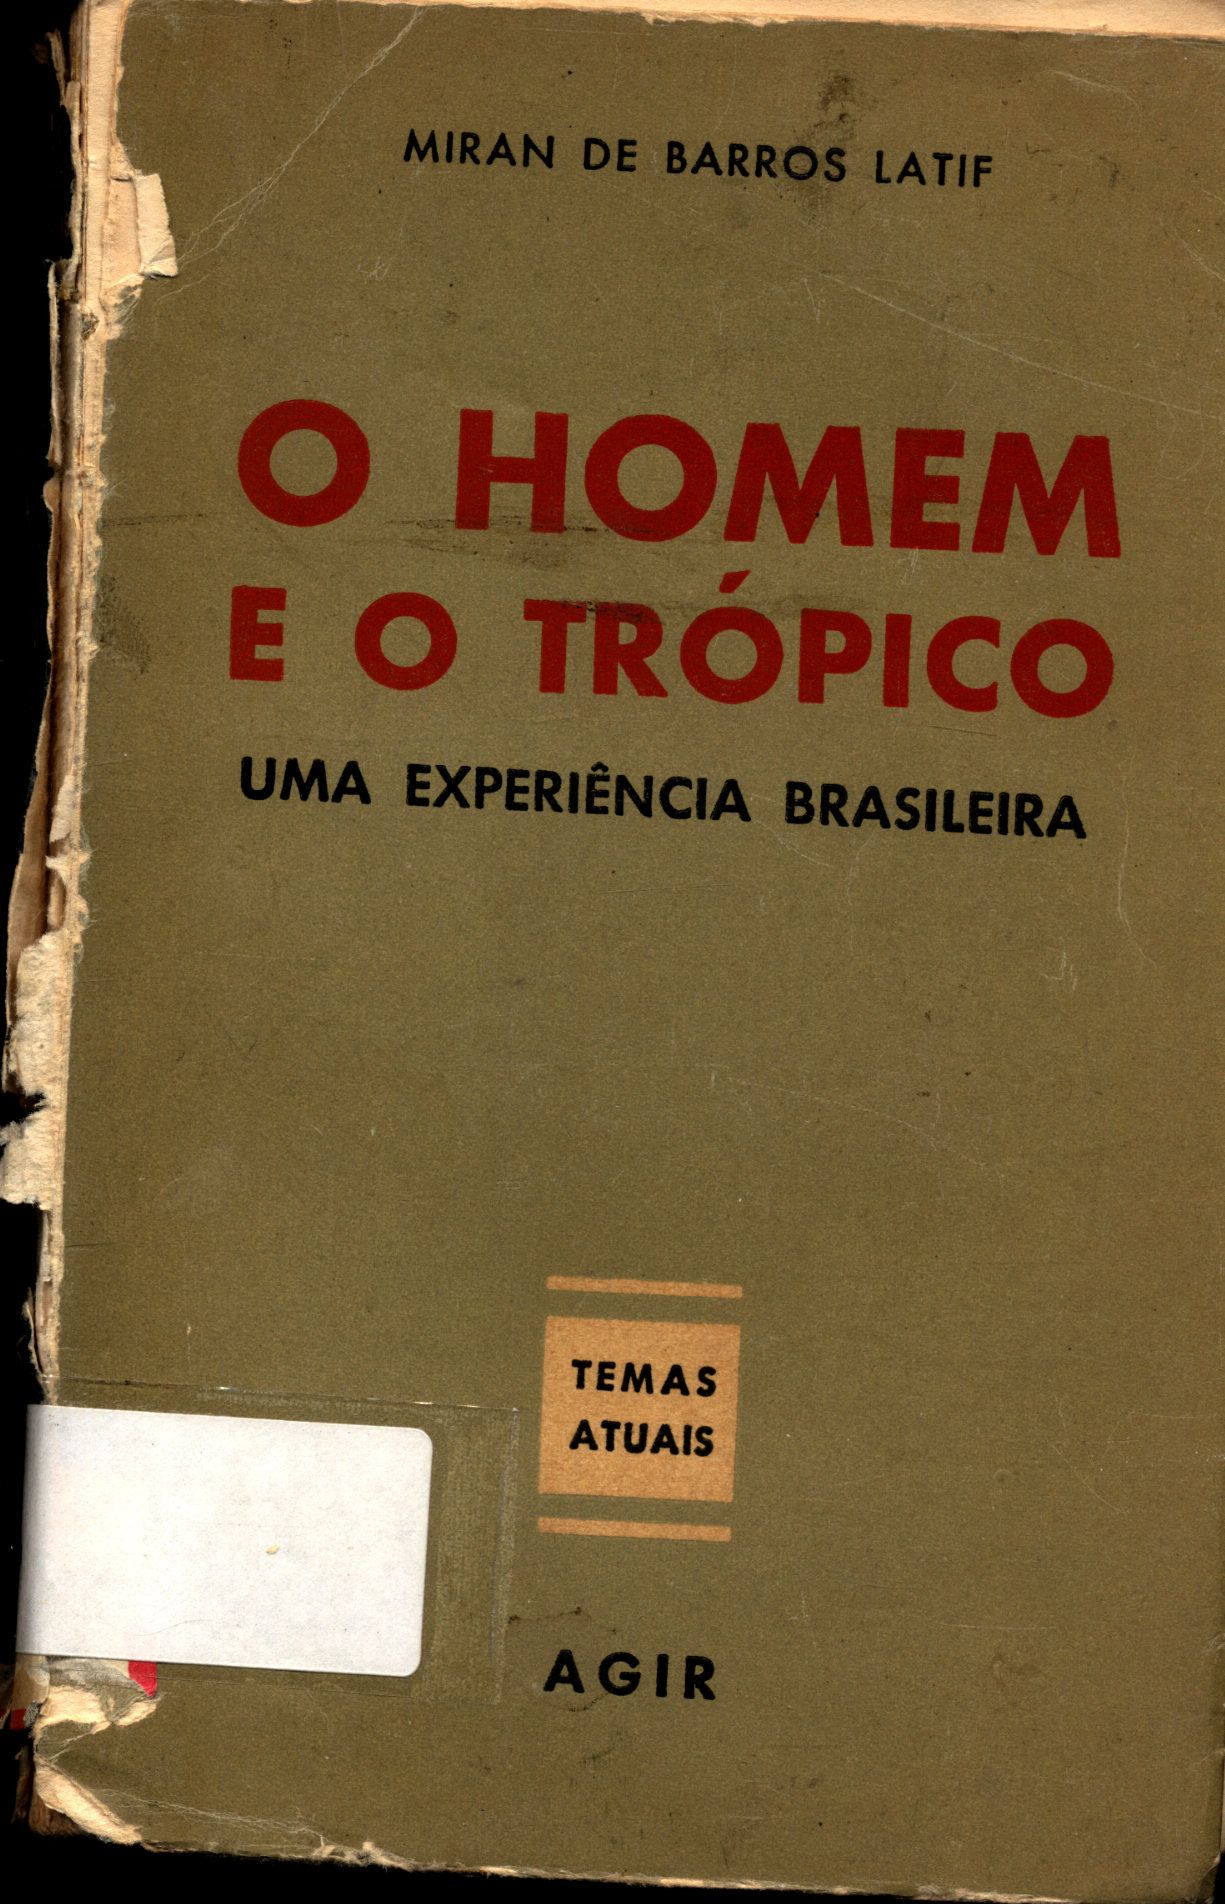 MIRAN DE BARROS LATIF
O HOMEM
E O TRÓPICO
UMA EXPERIÊNCIA BRASILEIRA
TEMAS
ATUAIS
AGIR